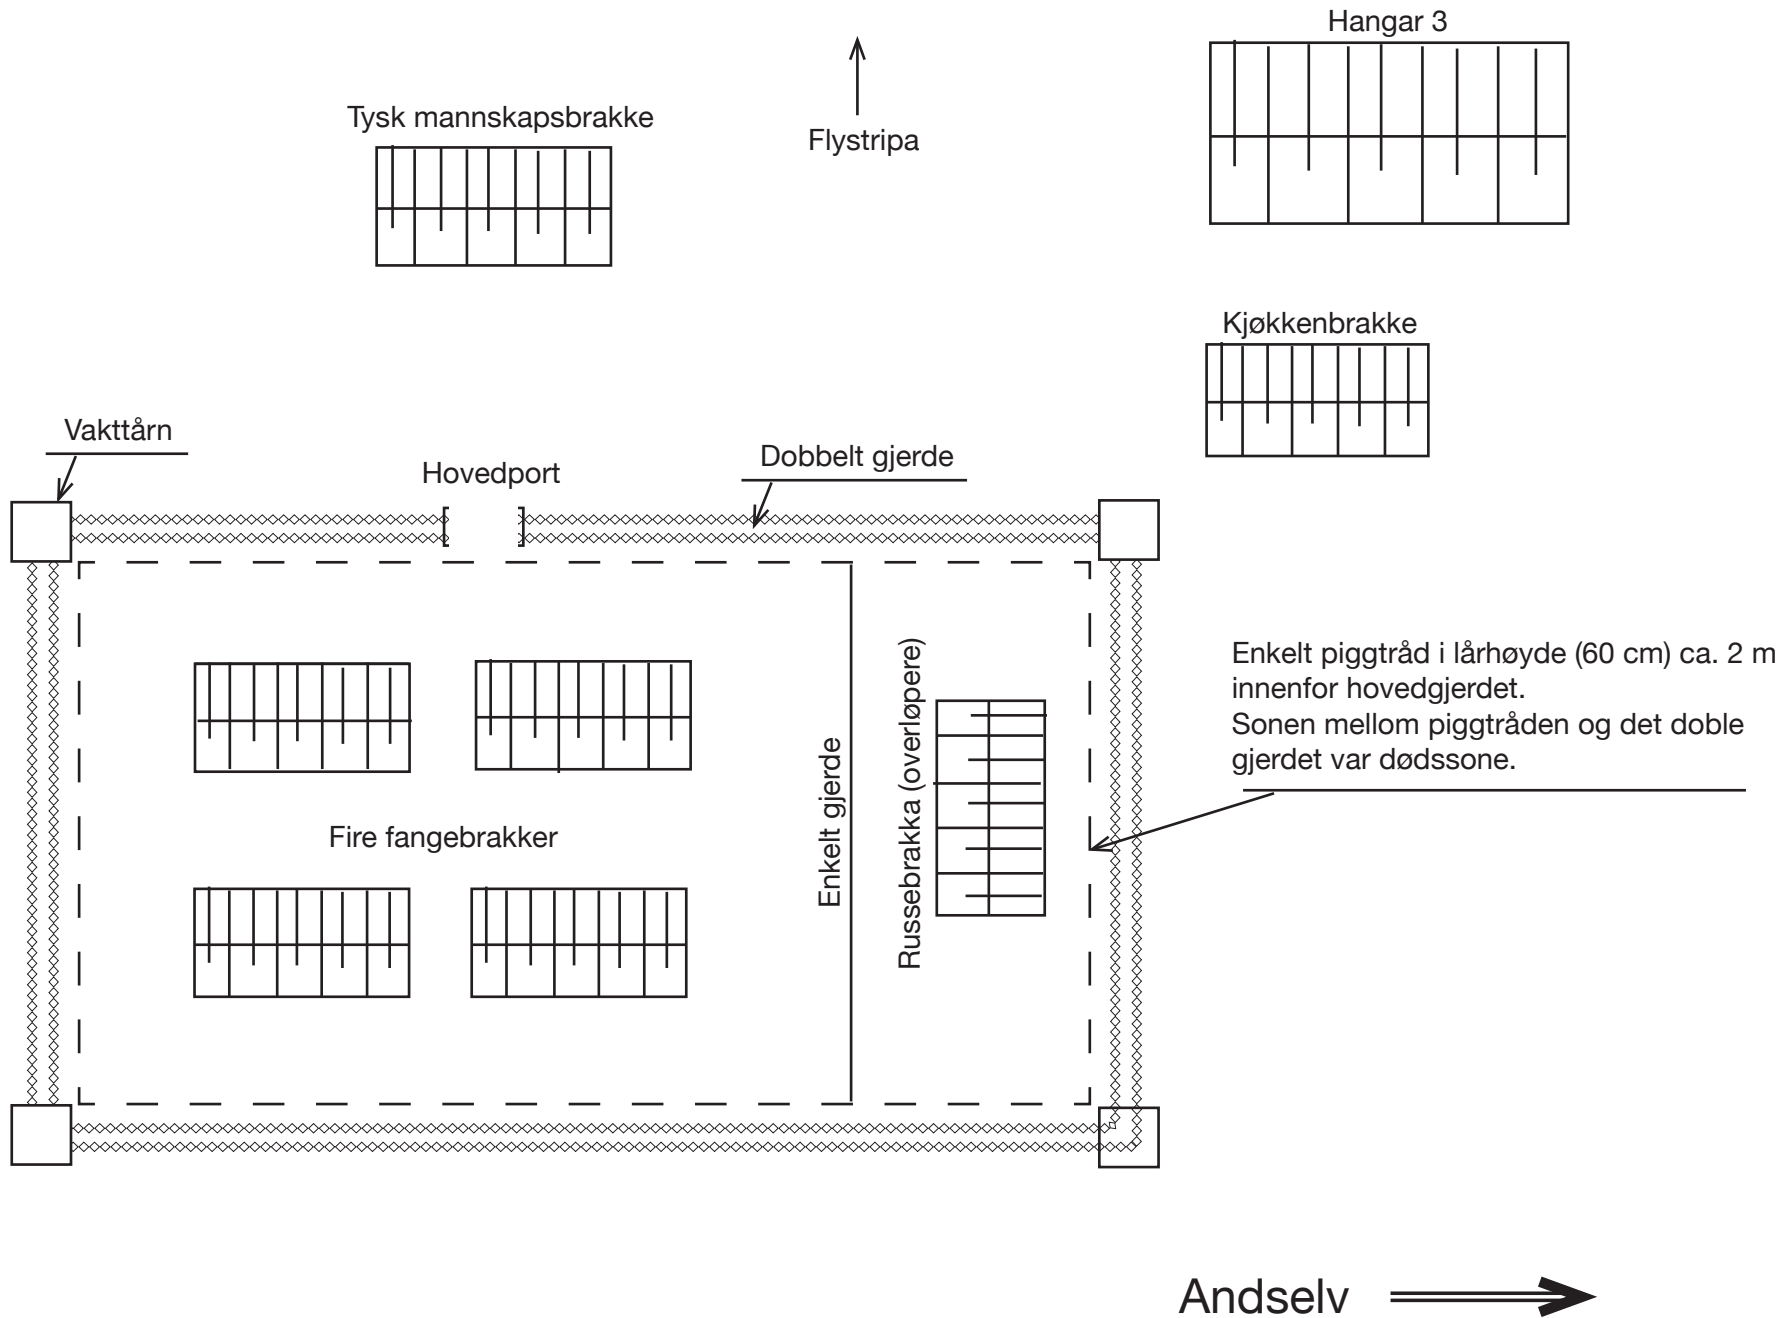 Hangar 3
Tysk mannskapsbrakke
Flystripa
Kjøkkenbrakke
Vakttårn
Hovedport
Dobbelt gjerde
Enkelt piggtråd i lårhøyde (60 cm) ca. 2 m
innenfor hovedgjerdet.
Sonen mellom piggtråden og det doble
gjerdet var dødssone.
Fire fangebrakker
Enkelt gjerde
Russebrakka (overløpere)
Andselv